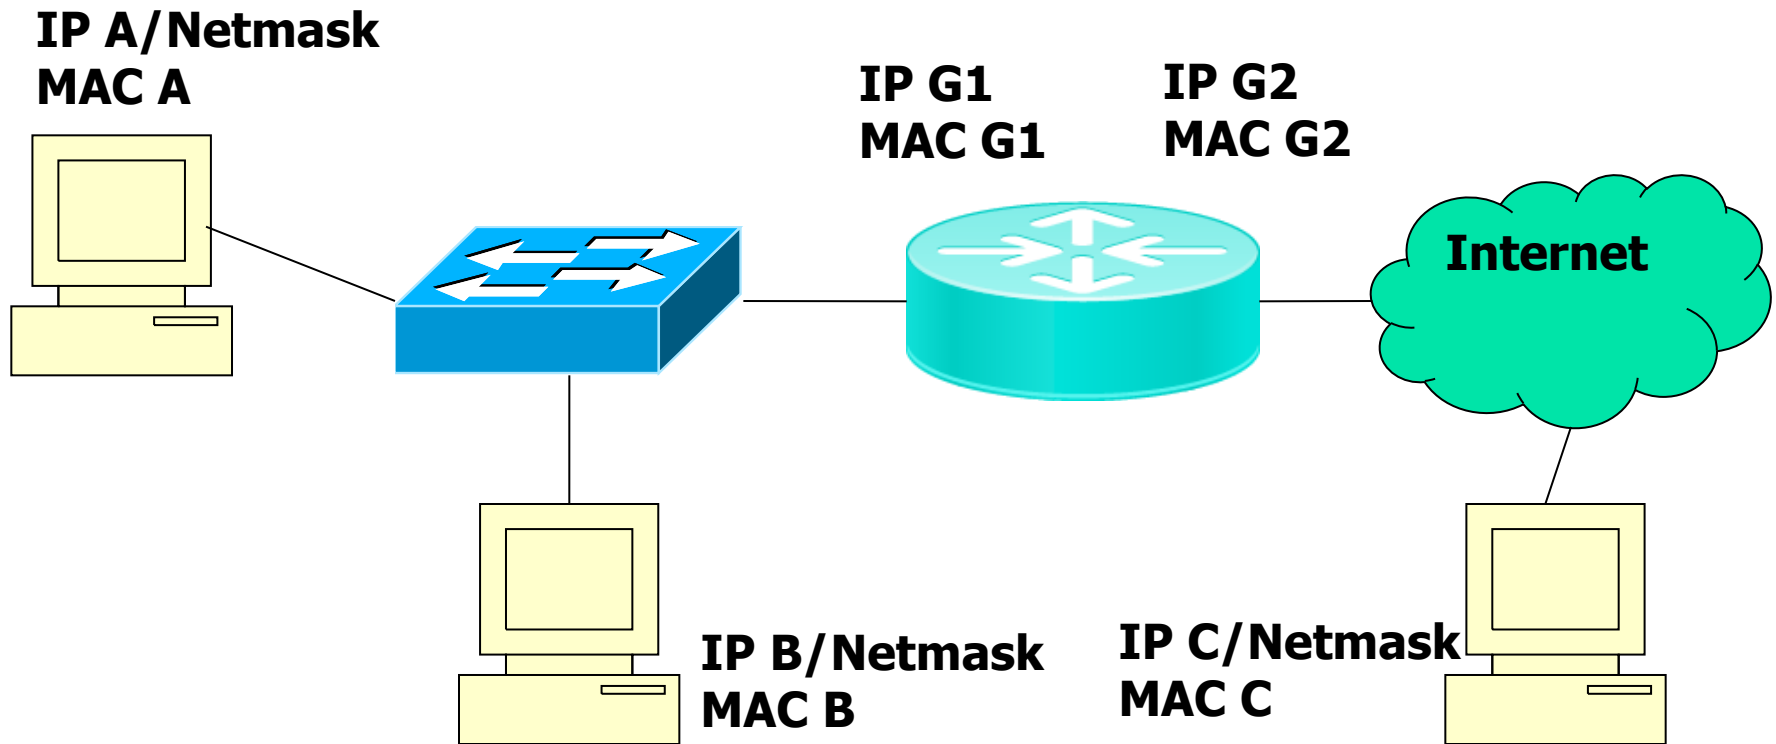 IP A/Netmask
MAC A
IP G1
MAC G1
IP G2
MAC G2
Internet
IP B/Netmask
MAC B
IP C/Netmask
MAC C